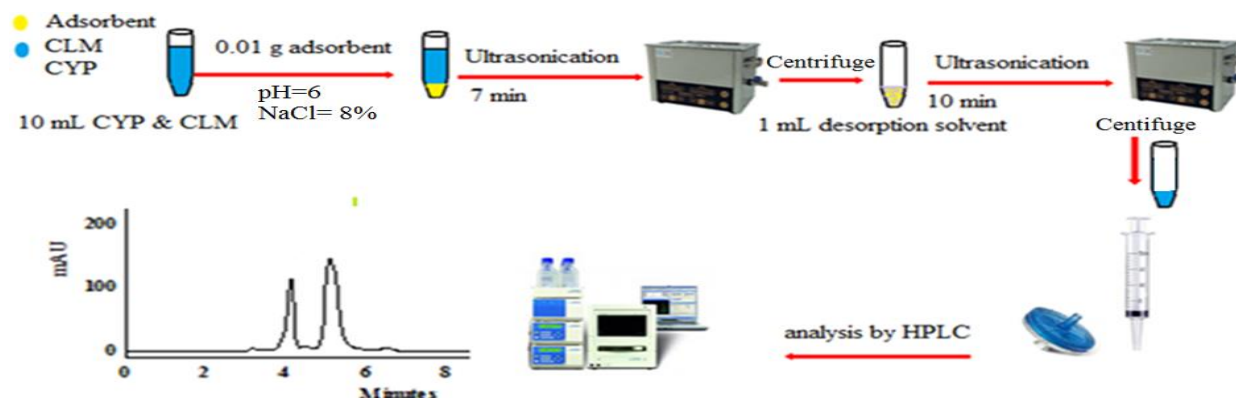 Adsorbent
CLM
CYP
0.01 g adsorbent
pH=6
NaCl= 8%
10 mL CYP & CLM
Ultrasonication
7 min
Centrifuge
1 mL desorption solvent
Ultrasonication
10 min
Centifuge
analysis by HPLC
200
100
0
mAU
0 2 4 6 8
Minutes